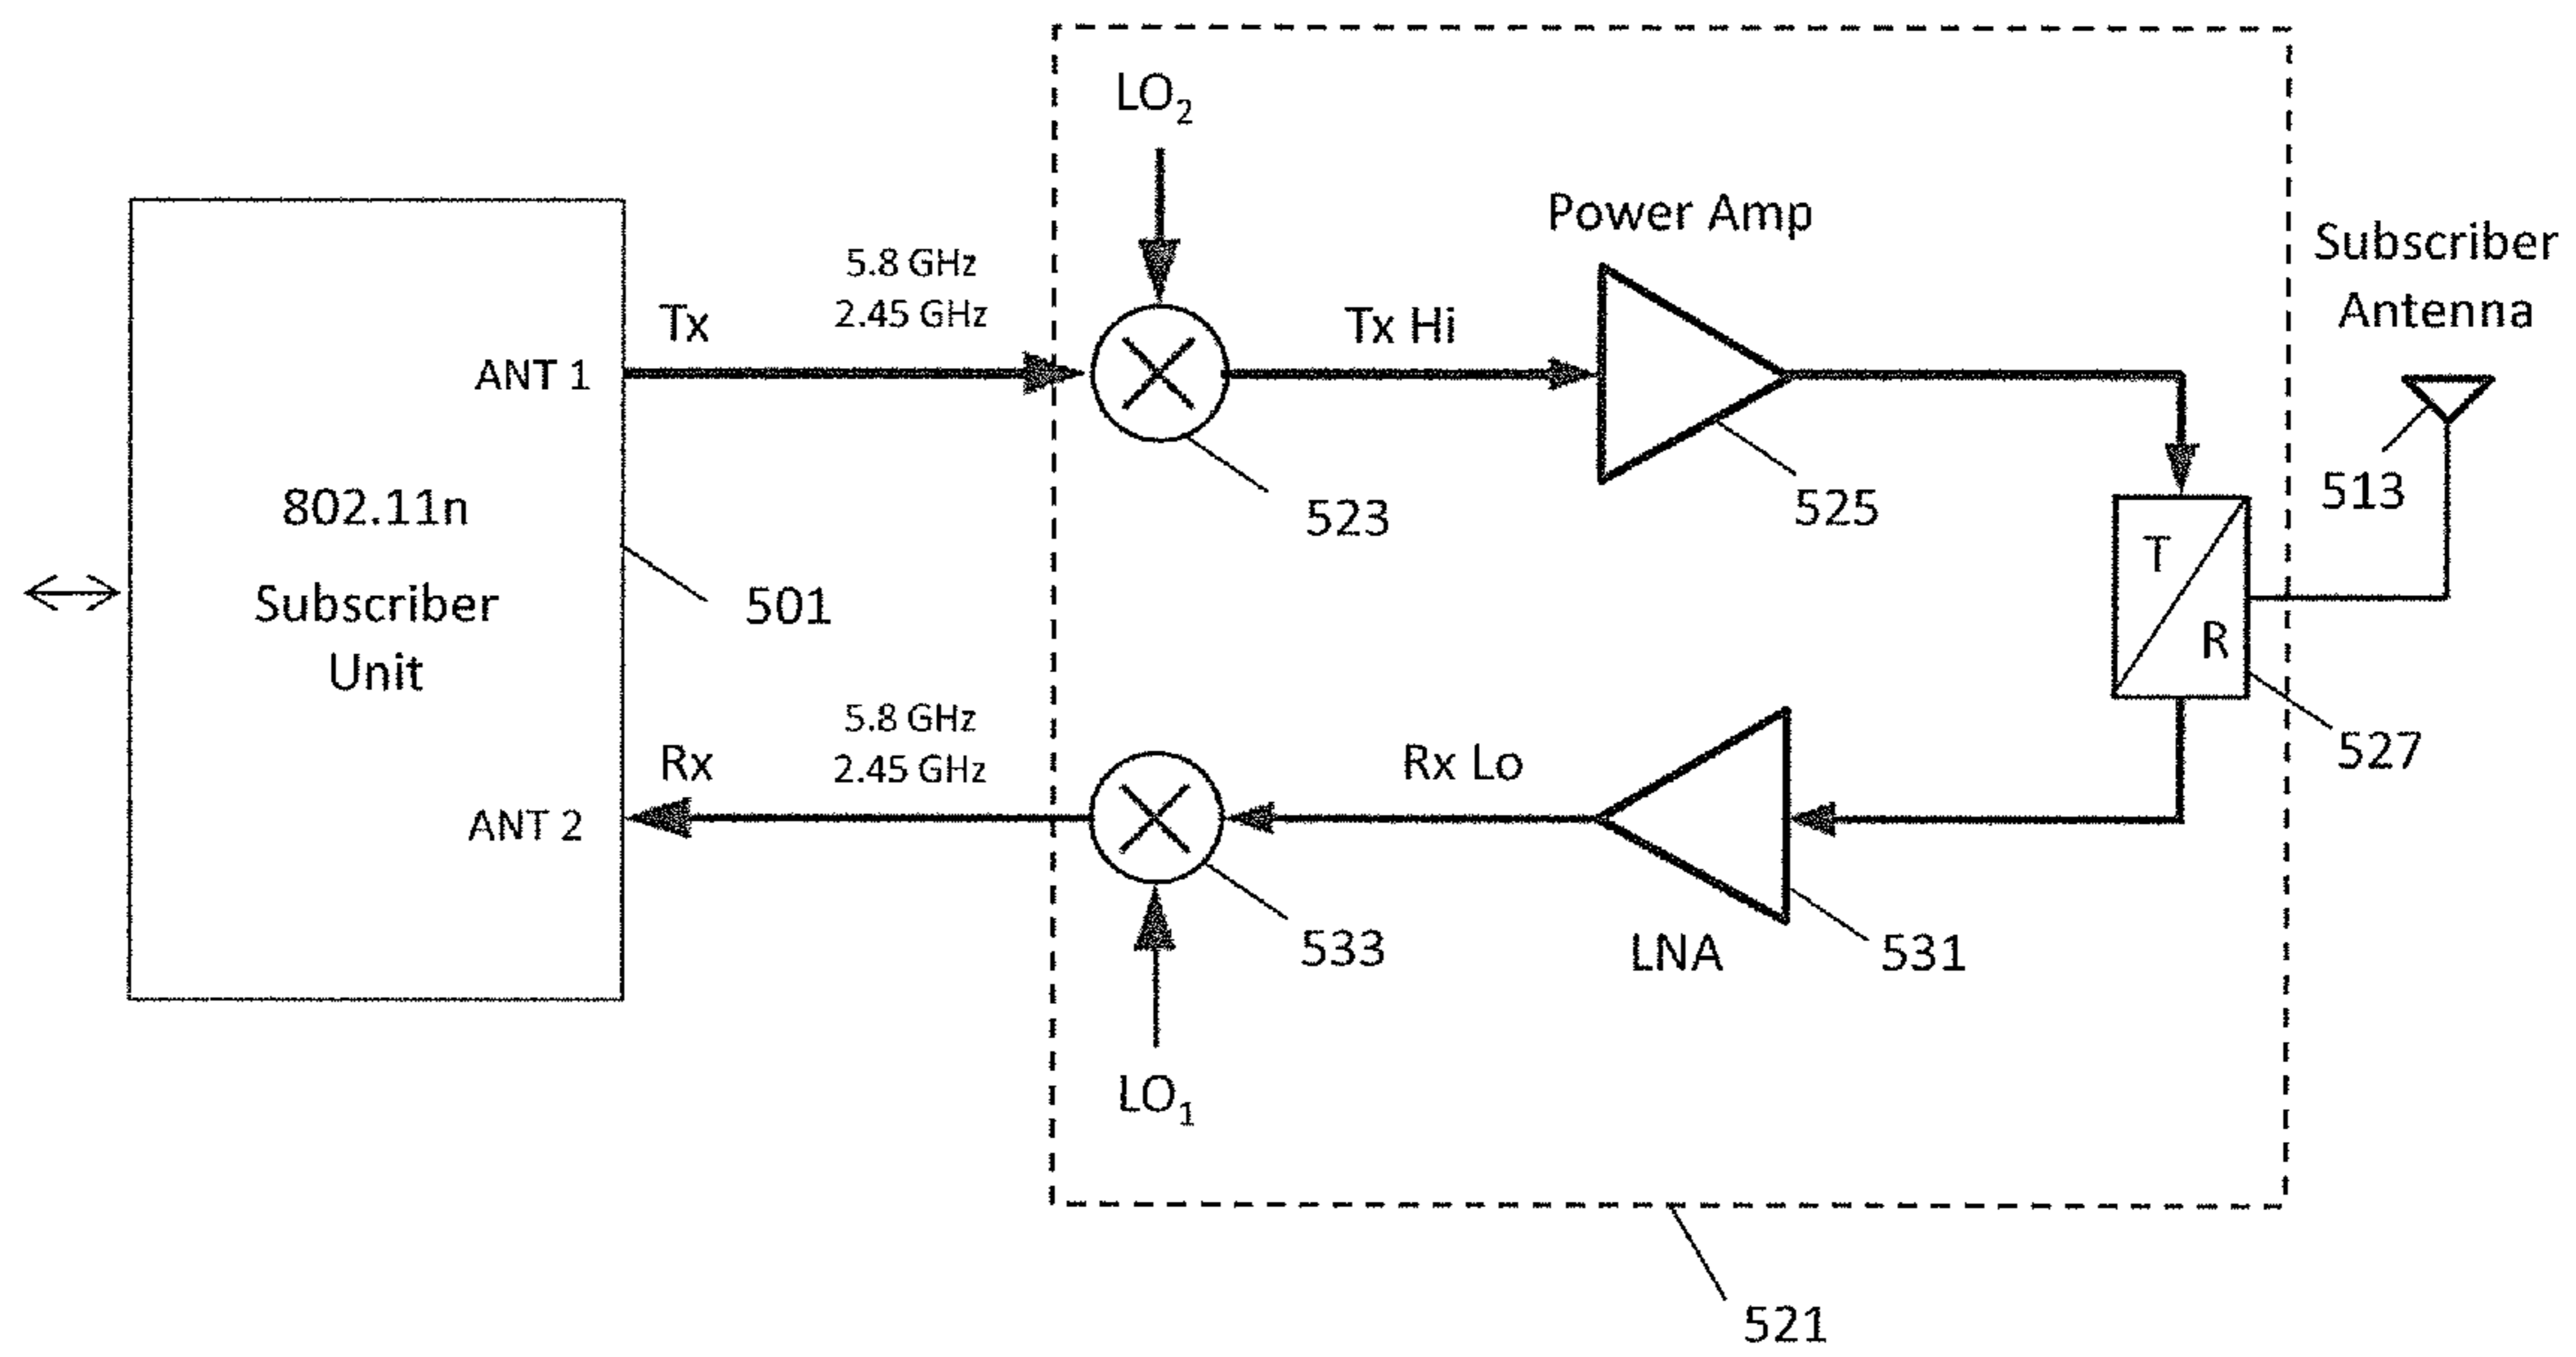 LO2
Power Amp
Subscriber
Antenna
5.8 GHz
2.45 GHz
Tx
Tx Hi
ANT 1
513
523
525
802.11n
Subscriber
Unit
501
T
R
527
5.8 GHz
2.45 GHz
Rx
Rx Lo
ANT 2
533
LNA
531
LO1
521